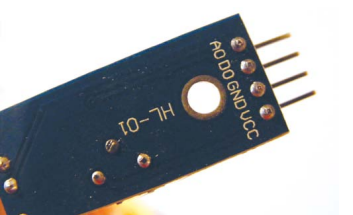 AO DO GND VCC
HL-01